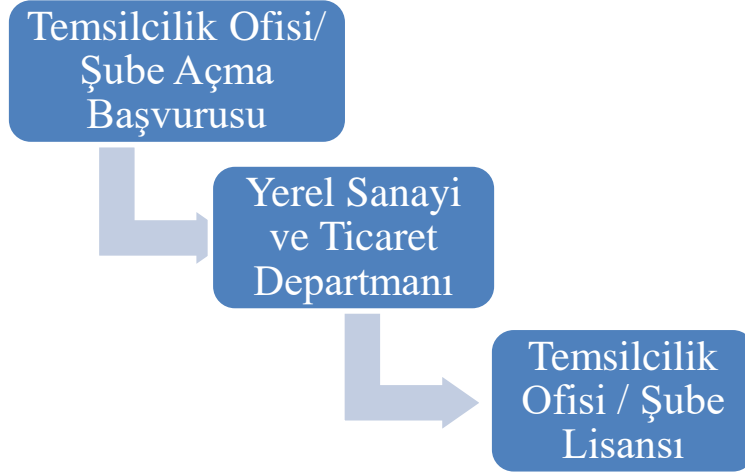 Temsilcilik Ofisi/
Şube Açma
Başvurusu
Yerel Sanayi
ve Ticaret
Departmanı
Temsilcilik
Ofisi / Şube
Lisansı